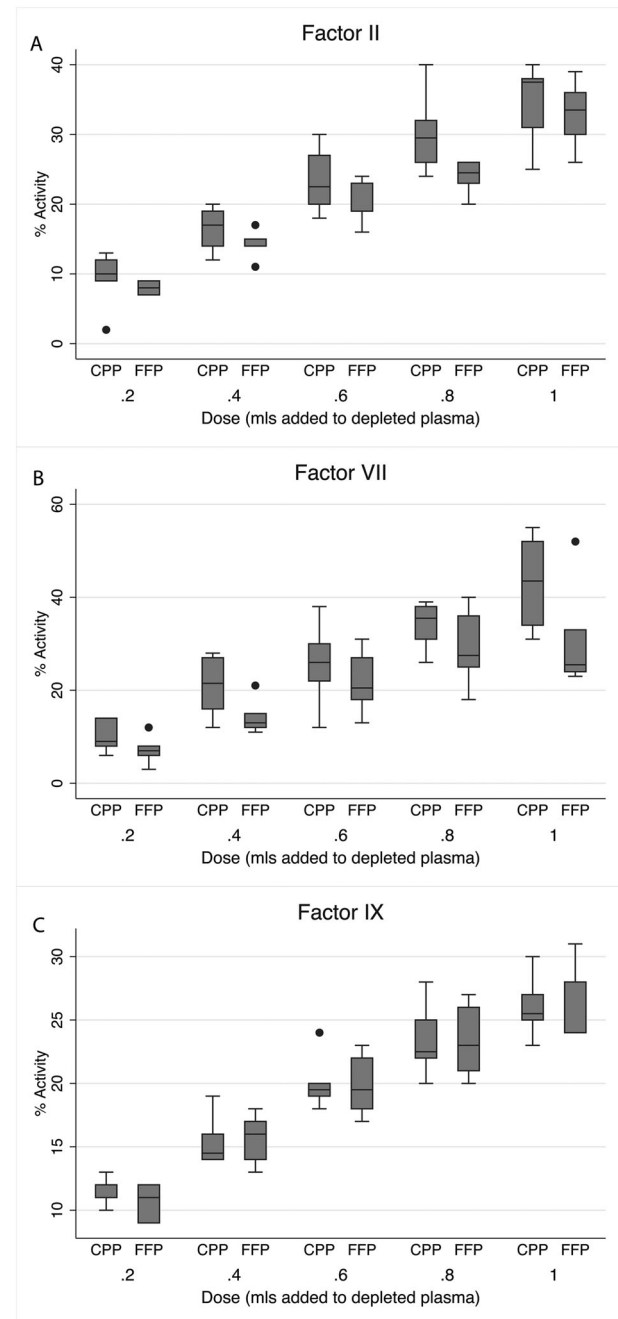 A
Factor II
% Activity
40
30
20
10
0
CPP FFP CPP FFP CPP FFP CPP FFP CPP FFP
.2 .4 .6 .8 1
Dose (mls added to depleted plasma)
B
Factor VII
% Activity
60
40
20
0
CPP FFP CPP FFP CPP FFP CPP FFP CPP FFP
.2 .4 .6 .8 1
Dose (mls added to depleted plasma)
C
Factor IX
% Activity
30
25
20
15
10
CPP FFP CPP FFP CPP FFP CPP FFP CPP FFP
.2 .4 .6 .8 1
Dose (mls added to depleted plasma)